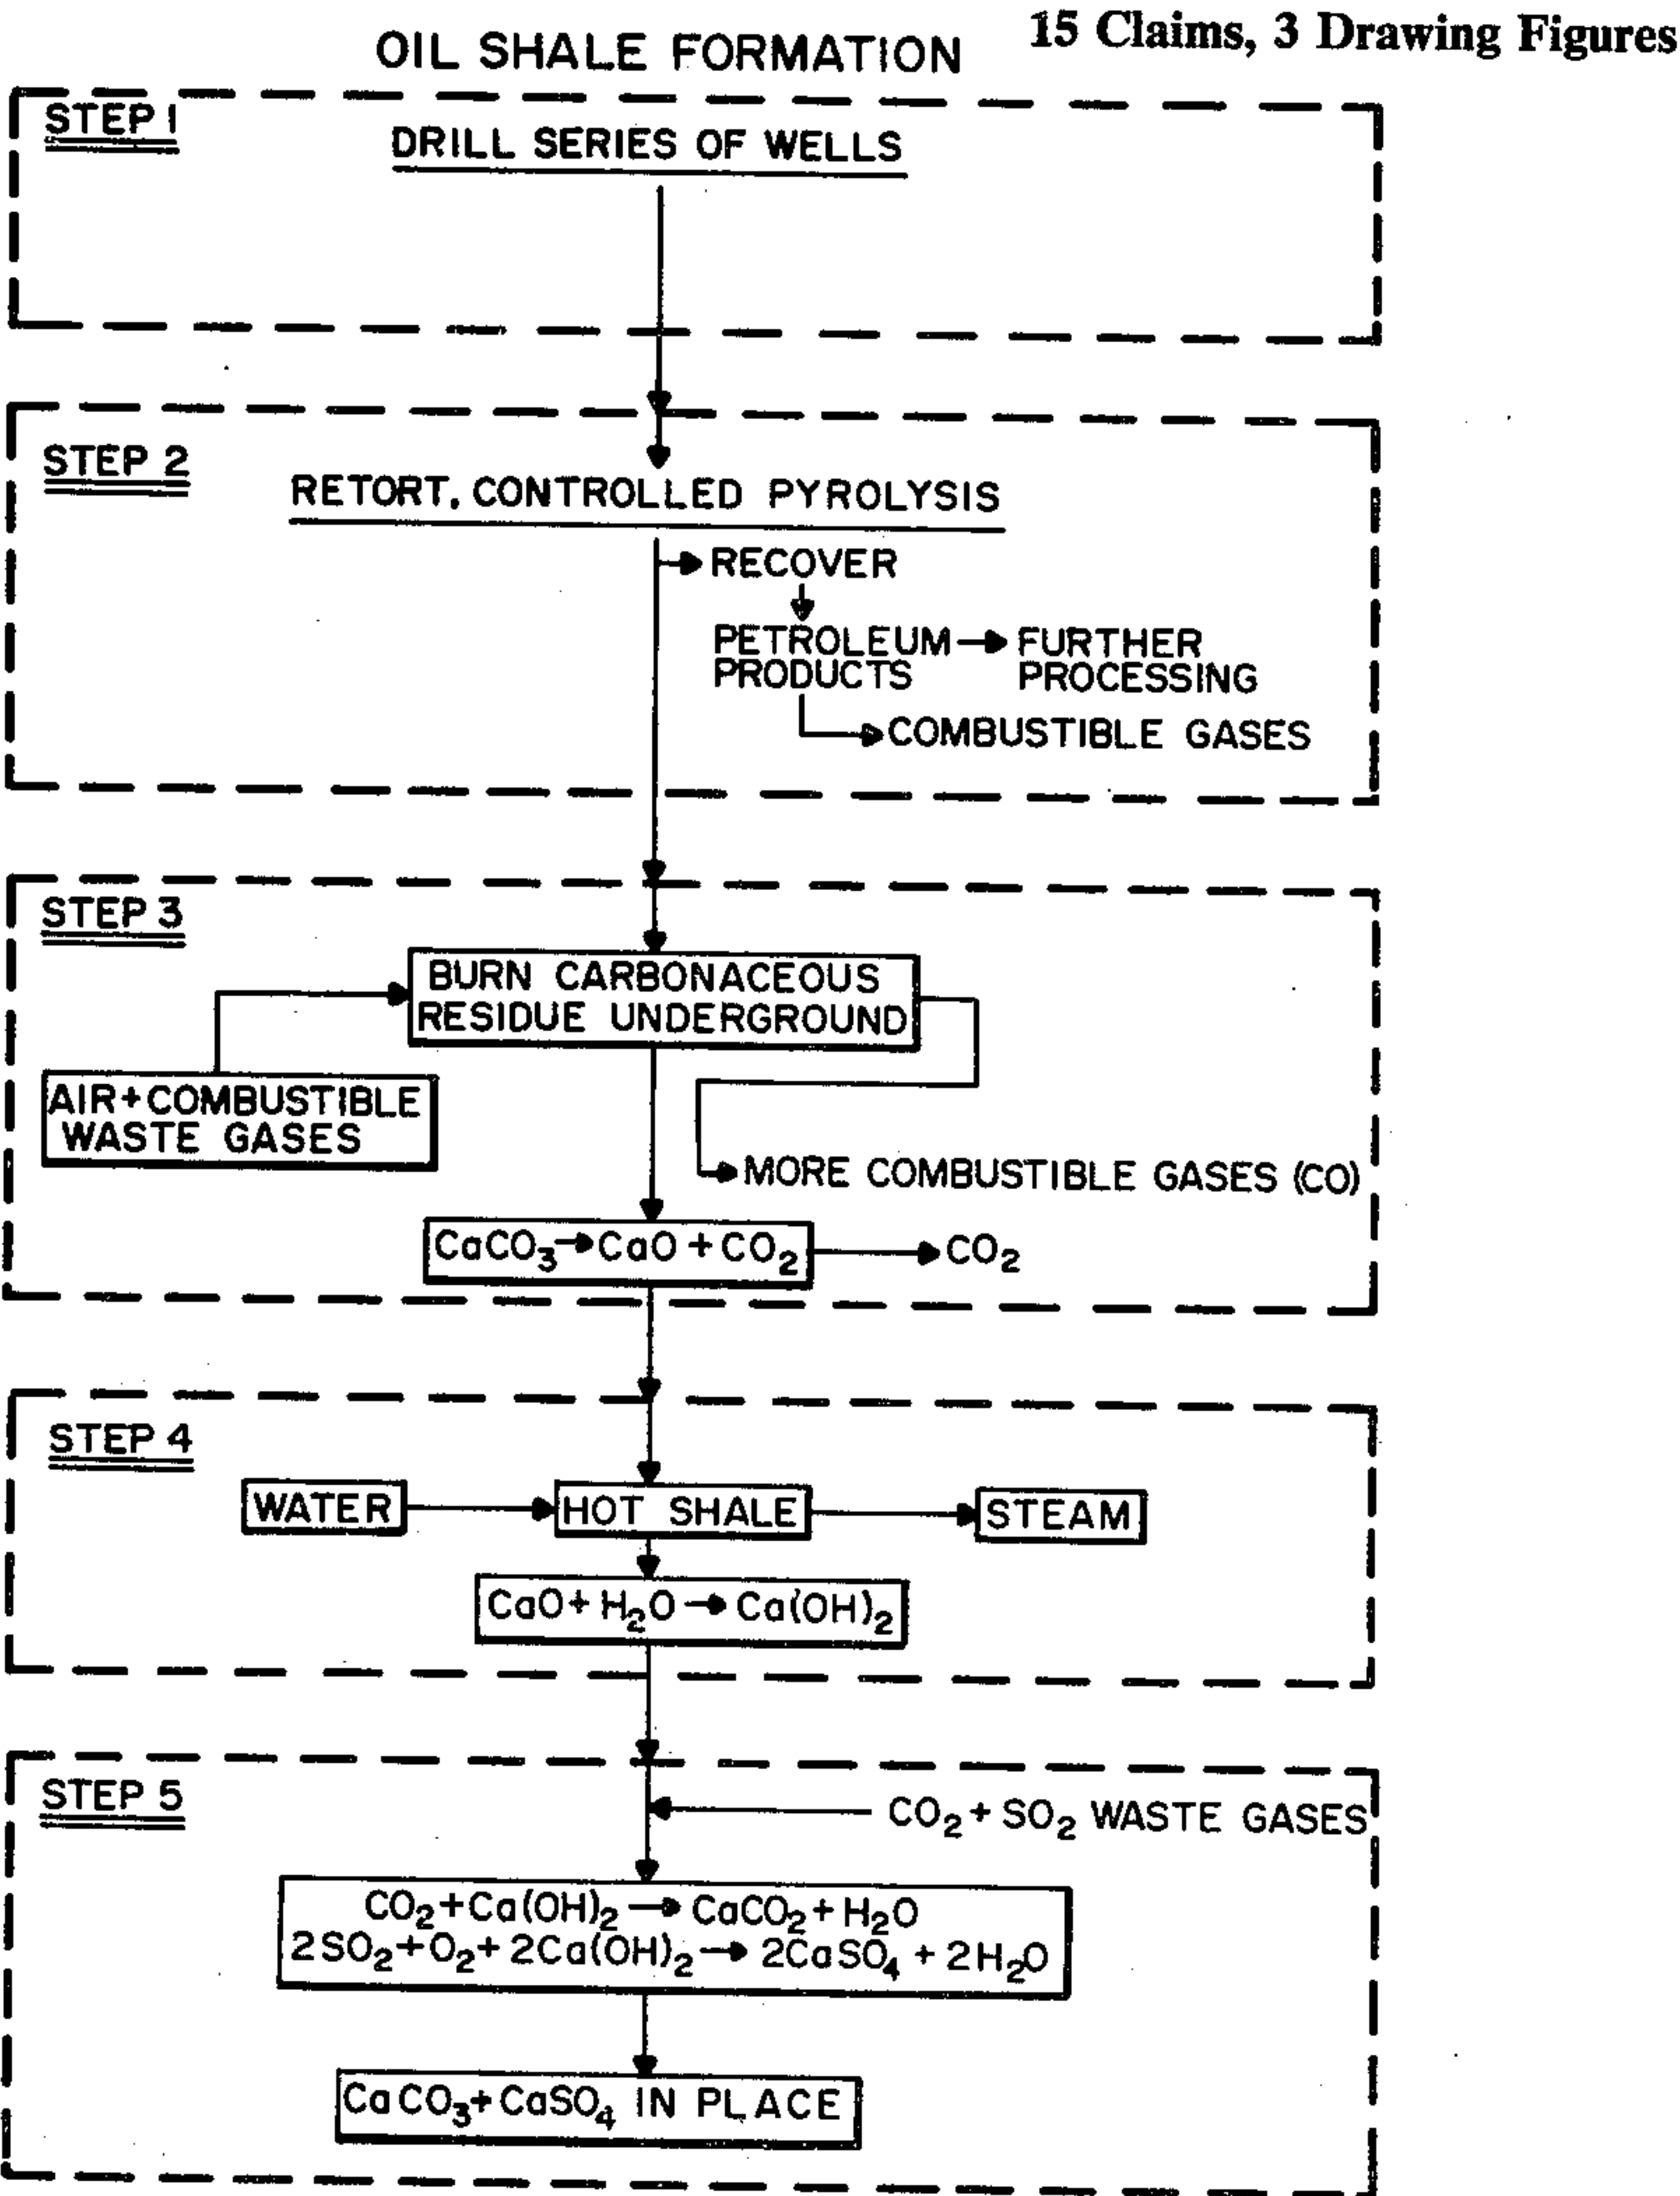 15 Claims, 3 Drawing Figures
OIL SHALE FORMATION
STEP 1
DRILL SERIES OF WELLS
STEP 2
RETORT, CONTROLLED PYROLYSIS
RECOVER
PETROLEUM → FURTHER
PRODUCTS PROCESSING
COMBUSTIBLE GASES
STEP 3
BURN CARBONACEOUS
RESIDUE UNDERGROUND
AIR+COMBUSTIBLE
WASTE GASES
MORE COMBUSTIBLE GASES (CO)
CaCO₃→CaO+CO₂ → CO₂
STEP 4
WATER → HOT SHALE → STEAM
CaO+H₂O→Ca(OH)₂
STEP 5
CO₂+SO₂ WASTE GASES
CO₂+Ca(OH)₂→CaCO₂+H₂O
2SO₂+O₂+2Ca(OH)₂→2CaSO₄+2H₂O
CaCO₃+CaSO₄ IN PLACE